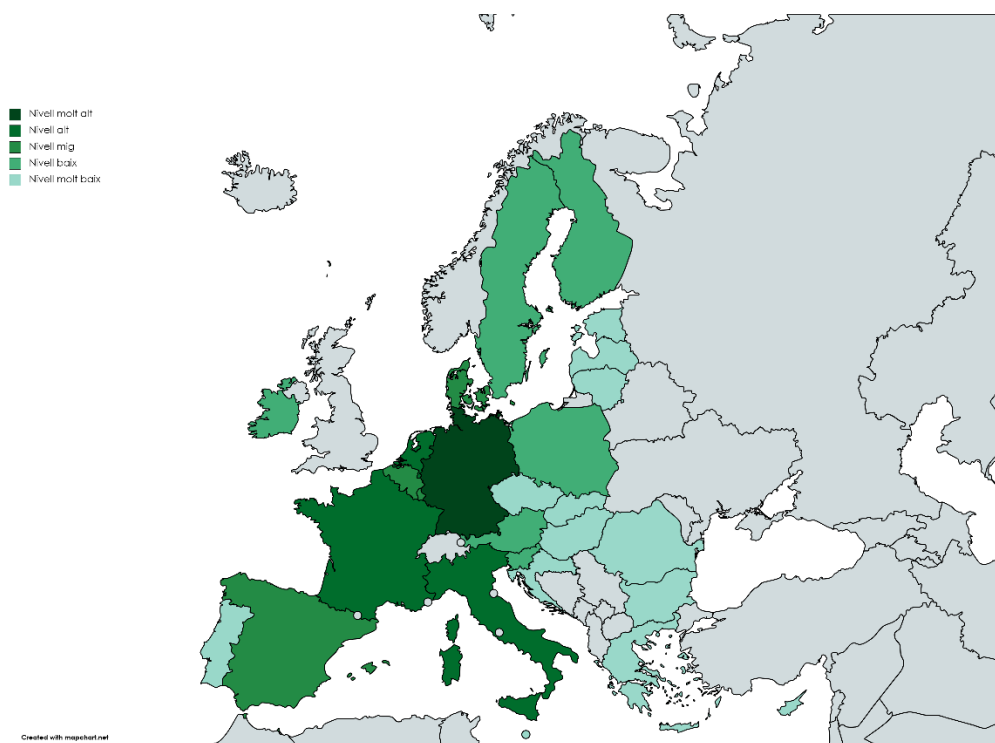 Nivell molt alt
Nivell alt
Nivell mig
Nivell baix
Nivell molt baix
Created with mapchart.net